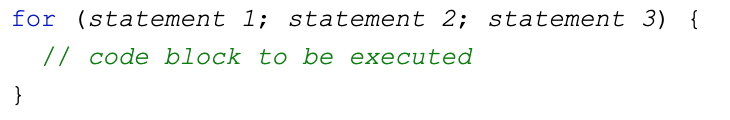 for (statement 1; statement 2; statement 3) {
  // code block to be executed
}